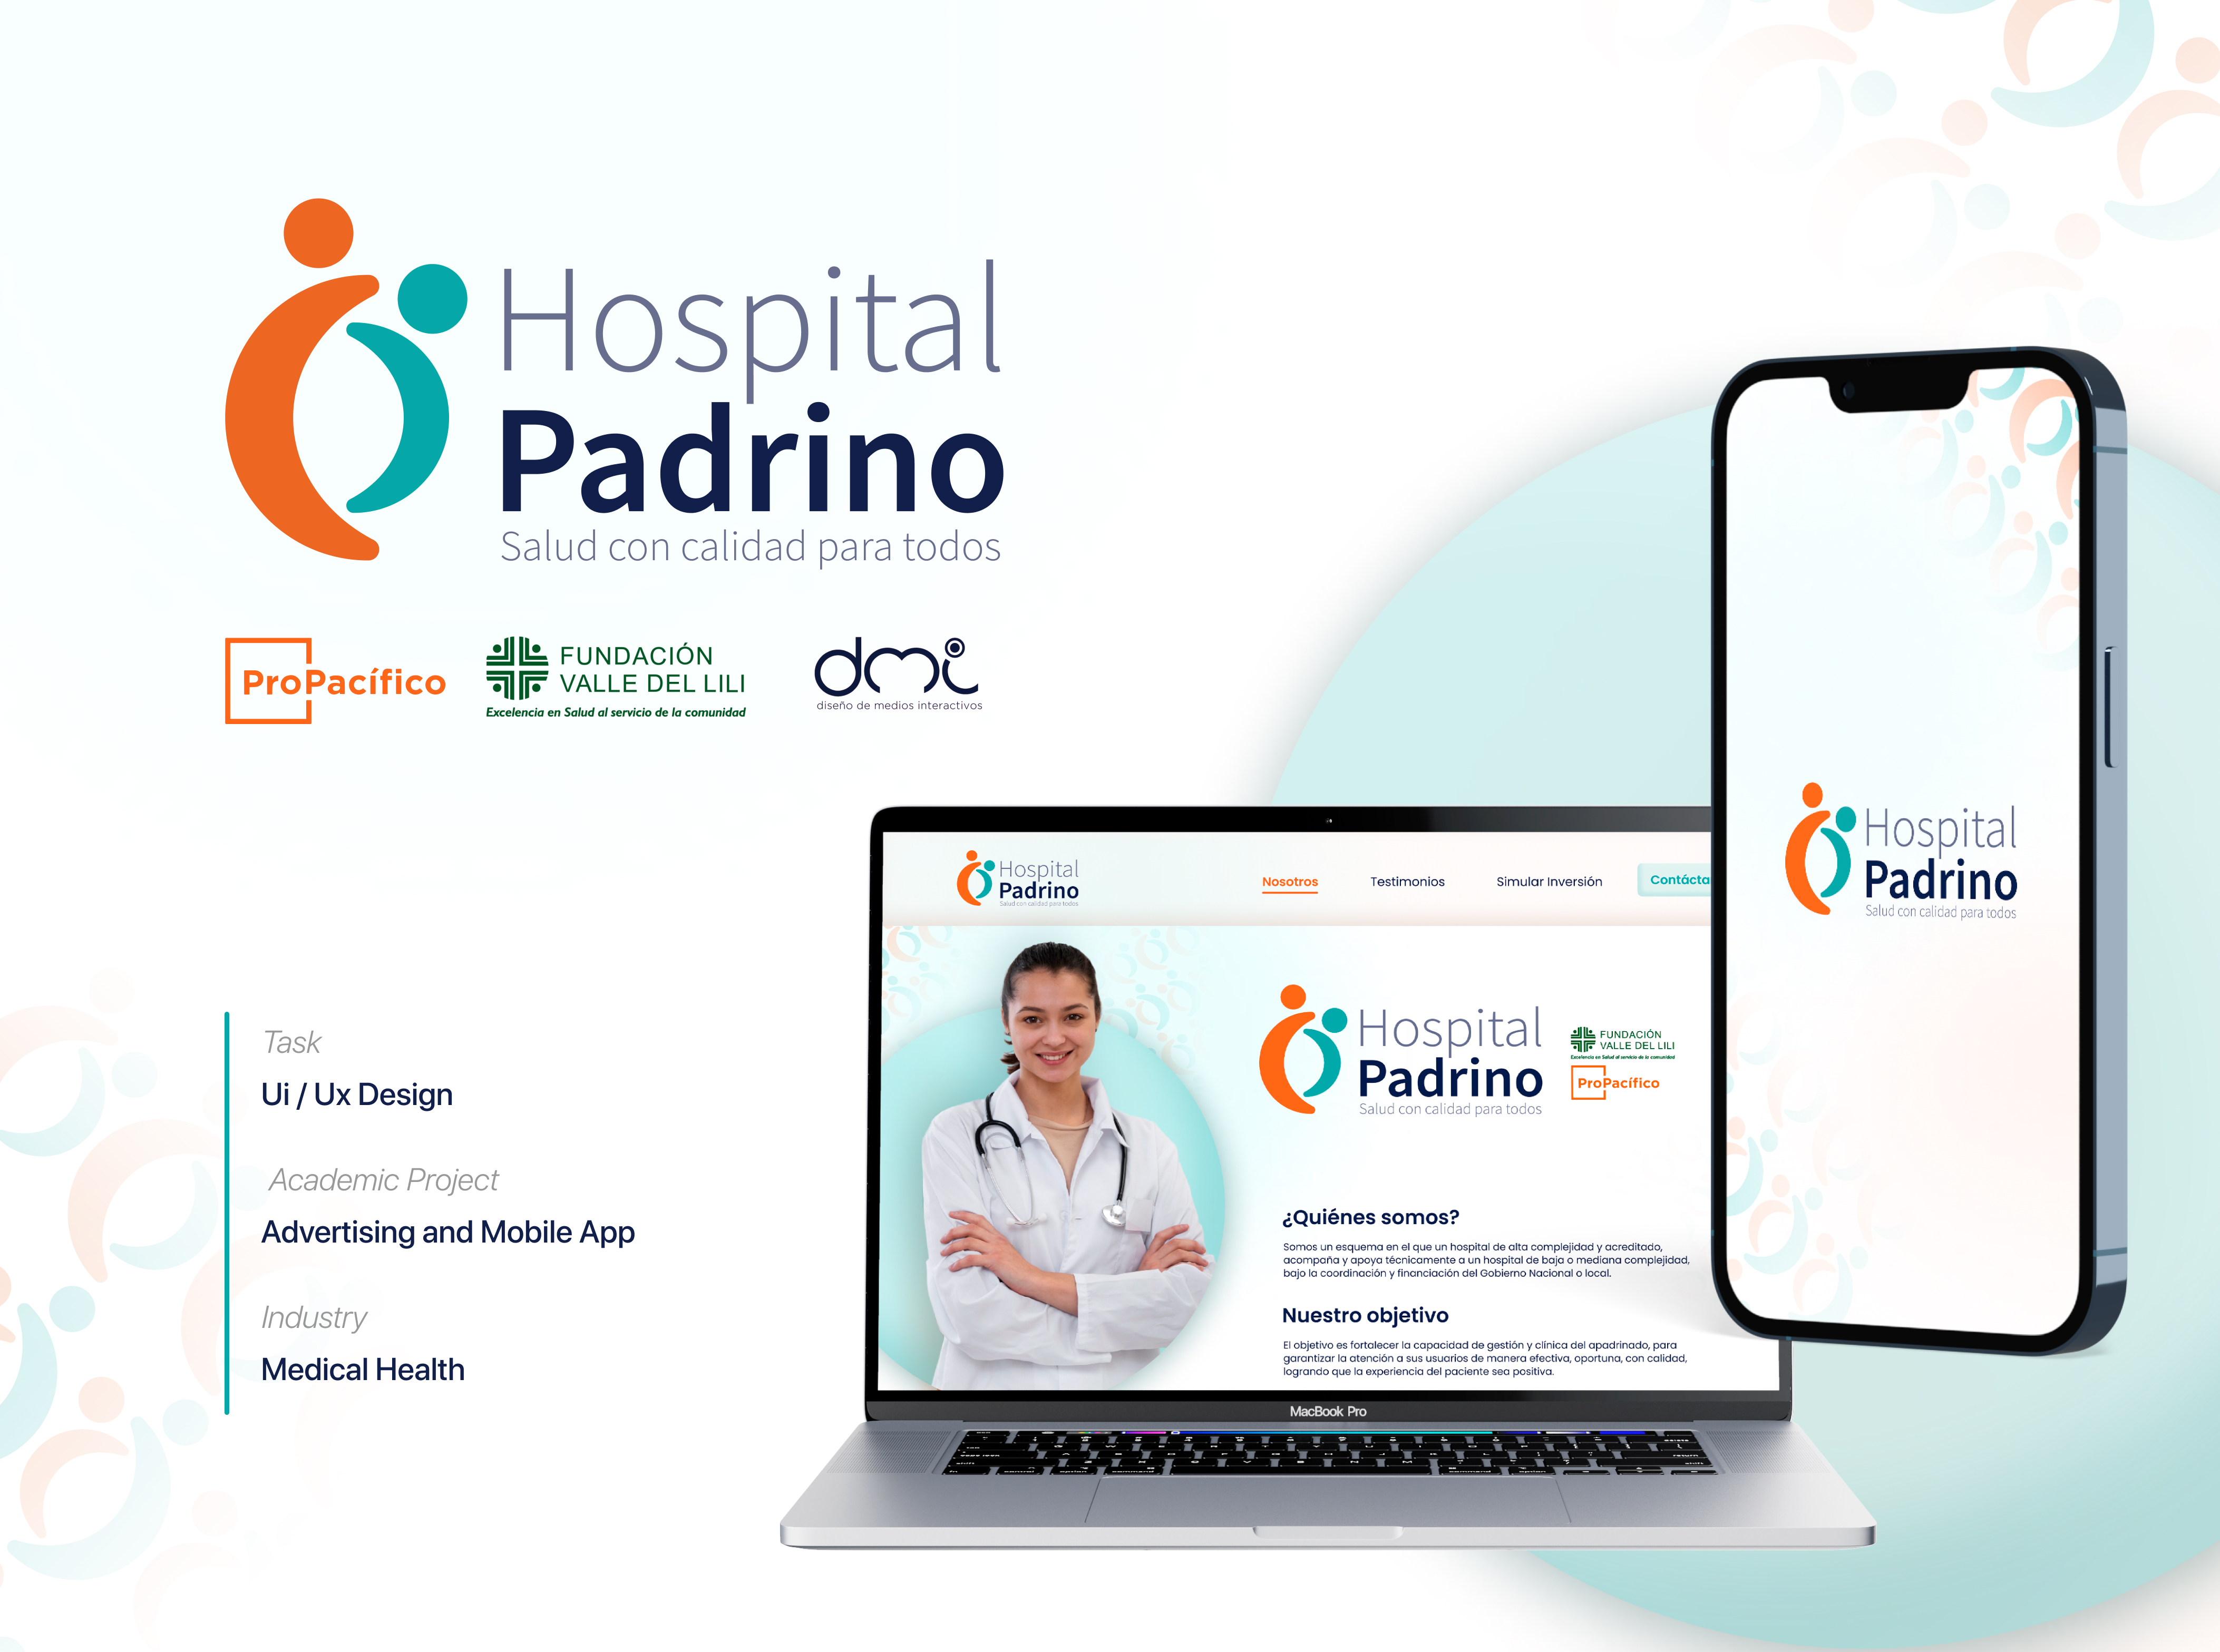 Hospital
Padrino
Salud con calidad para todos
ProPacífico
FUNDACIÓN
VALLE DEL LILI
Excelencia en Salud al servicio de la comunidad
dmi
diseño de medios interactivos
Task
Ui / Ux Design
Academic Project
Advertising and Mobile App
Industry
Medical Health
Hospital
Padrino
Salud con calidad para todos
Nosotros
Testimonios
Simular Inversión
Contácta
Hospital
Padrino
Salud con calidad para todos
FUNDACIÓN
VALLE DEL LILI
Excelencia en Salud al servicio de la comunidad
ProPacífico
¿Quiénes somos?
Somos un esquema en el que un hospital de alta complejidad y acreditado,
acompaña y apoya técnicamente a un hospital de baja o mediana complejidad,
bajo la coordinación y financiación del Gobierno Nacional o local.
Nuestro objetivo
El objetivo es fortalecer la capacidad de gestión y clínica del apadrinado, para
garantizar la atención a sus usuarios de manera efectiva, oportuna, con calidad,
logrando que la experiencia del paciente sea positiva.
MacBook Pro
Hospital
Padrino
Salud con calidad para todos